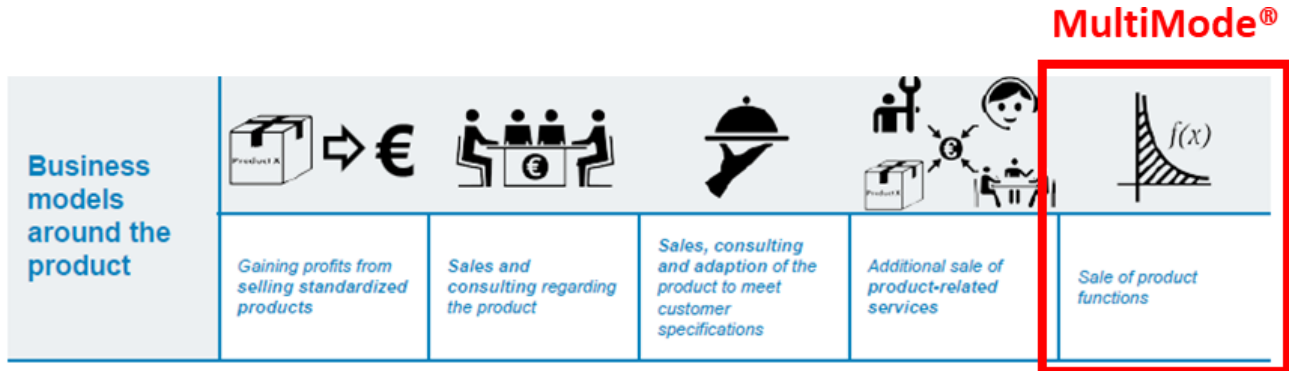 MultiMode®
Business
models
around the
product
Product X
€
€
€
Product X
f(x)
Gaining profits from
selling standardized
products
Sales and
consulting regarding
the product
Sales, consulting
and adaption of the
product to meet
customer
specifications
Additional sale of
product-related
services
Sale of product
functions